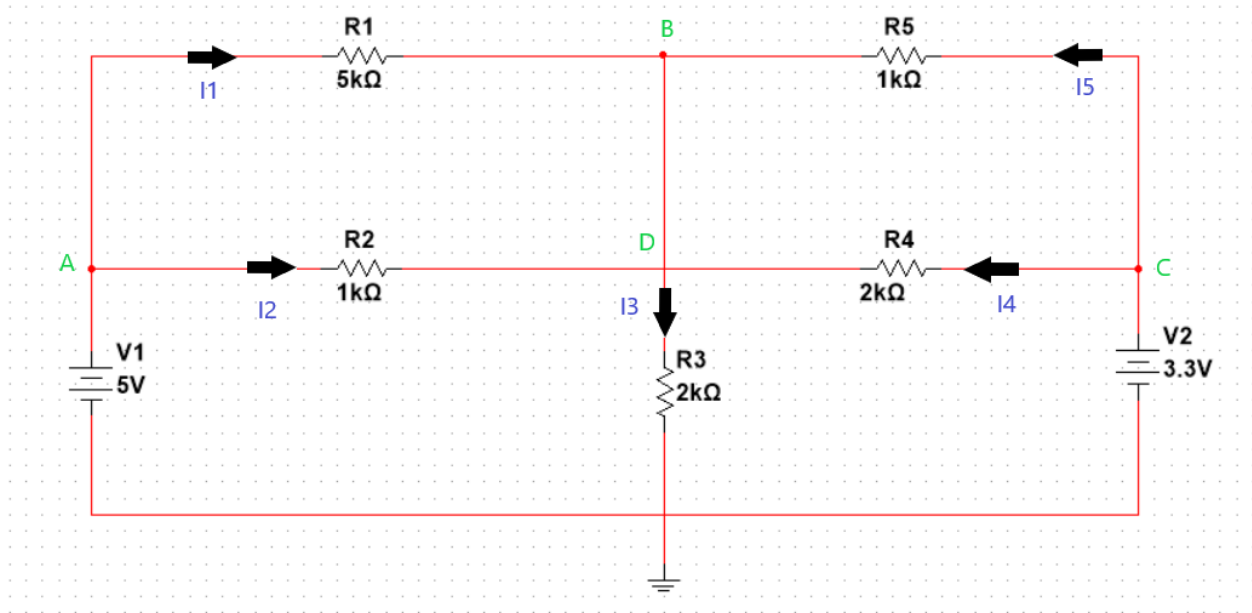 R1
B
R5
5kΩ
1kΩ
I1
I5
R2
D
R4
A
C
1kΩ
2kΩ
I2
I3
I4
V1
5V
R3
2kΩ
V2
3.3V